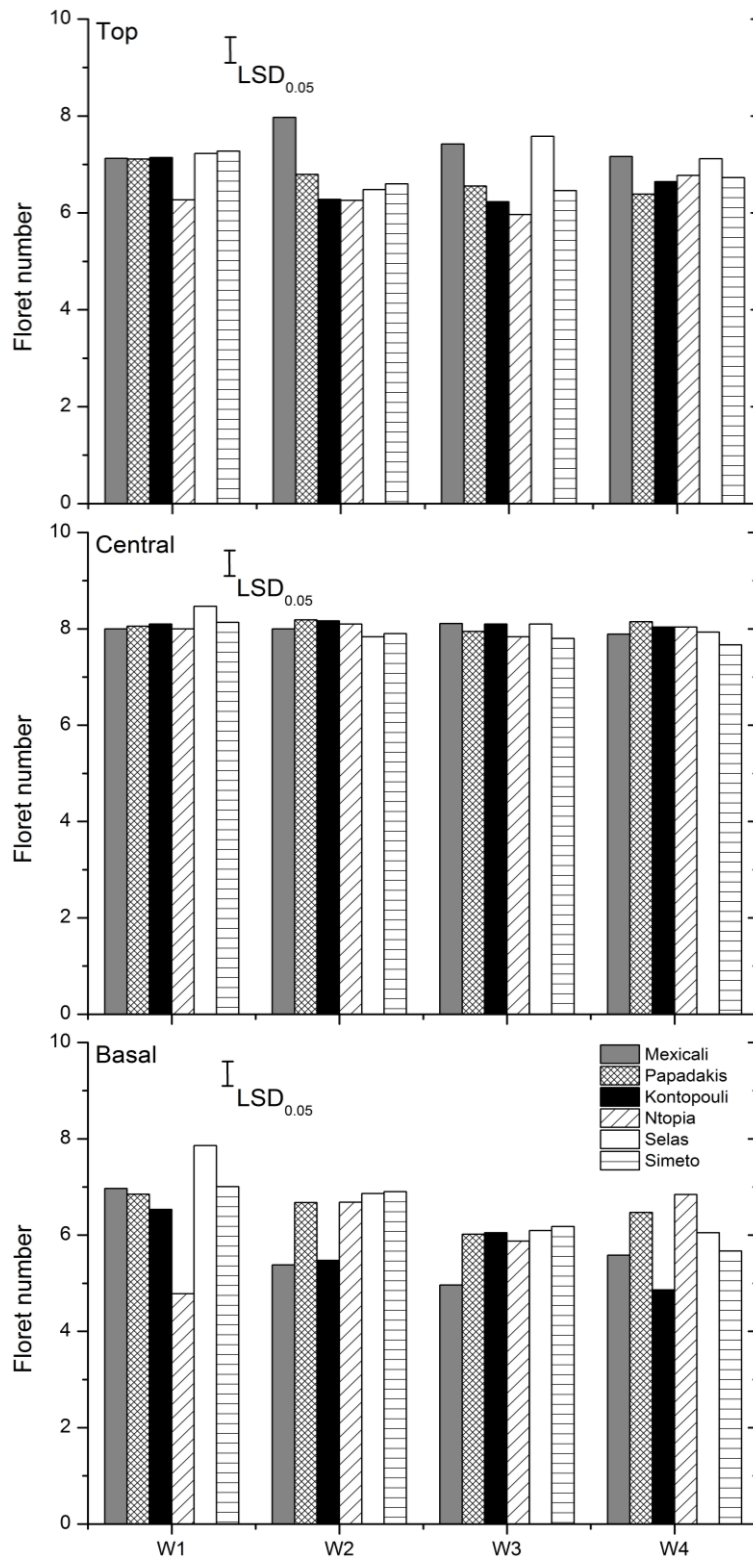 Top
LSD0.05
Floret number
10
8
6
4
2
0
Central
LSD0.05
Floret number
10
8
6
4
2
0
Basal
LSD0.05
Mexicali
Papadakis
Kontopouli
Ntopia
Selas
Simeto
Floret number
10
8
6
4
2
0
W1 W2 W3 W4